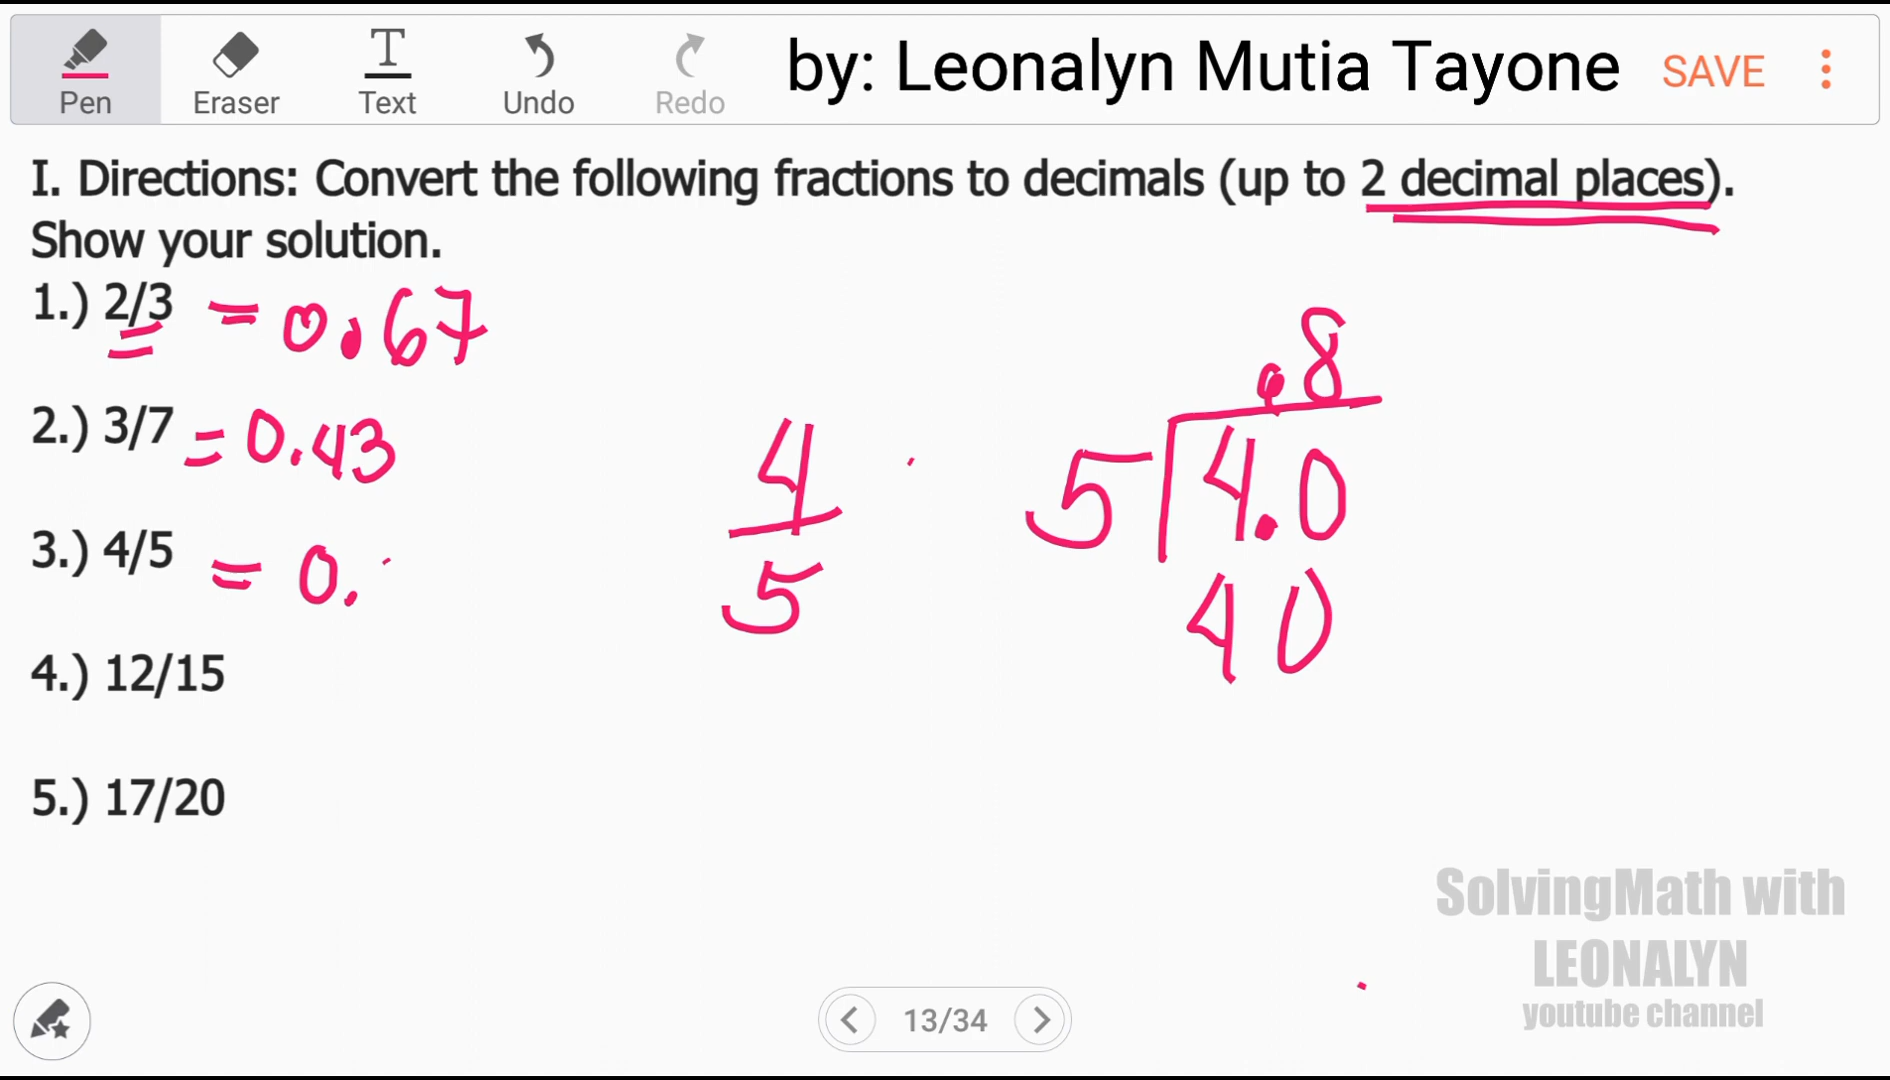 Pen Eraser Text Undo Redo by: Leonalyn Mutia Tayone SAVE
I. Directions: Convert the following fractions to decimals (up to 2 decimal places).
Show your solution.
1.) 2/3 = 0.67
2.) 3/7 = 0.43
3.) 4/5 = 0.
4.) 12/15
5.) 17/20
4
5
.8
5 4.0
40
13/34
SolvingMath with
LEONALYN
youtube channel